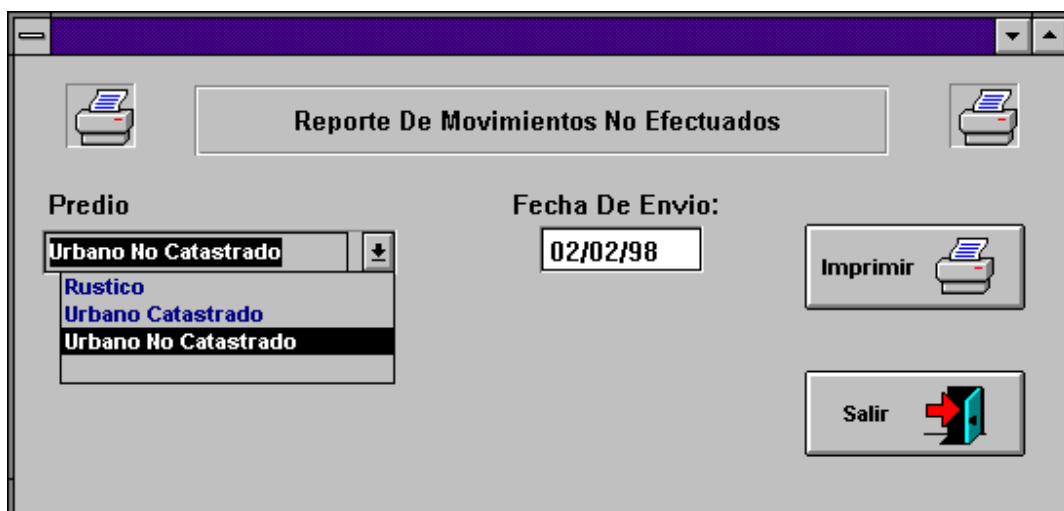 Reporte De Movimientos No Efectuados
Predio
Fecha De Envio:
Urbano No Catastrado
02/02/98
Imprimir
Rustico
Urbano Catastrado
Urbano No Catastrado
Salir